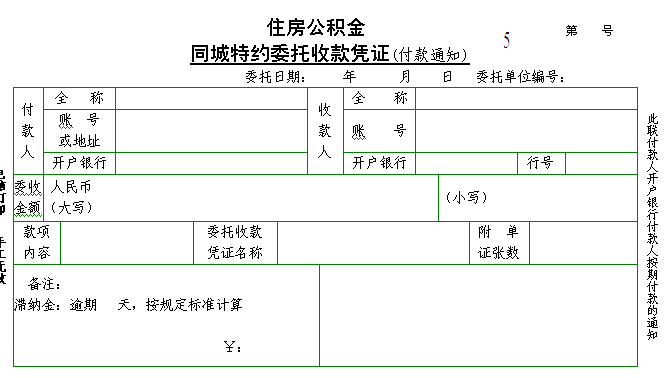 住房公积金
同城特约委托收款凭证(付款通知)
5
第 号
委托日期: 年 月 日 委托单位编号:
付款人
全 称
账 号
或地址
开户银行
收款人
全 称
账 号
开户银行
行号
委收
金额
人民币
(大写)
(小写)
款项
内容
委托收款
凭证名称
附 单
证张数
备注:
滞纳金: 逾期 天, 按规定标准计算
¥:
此联付款人开户银行付款人按期付款的通知